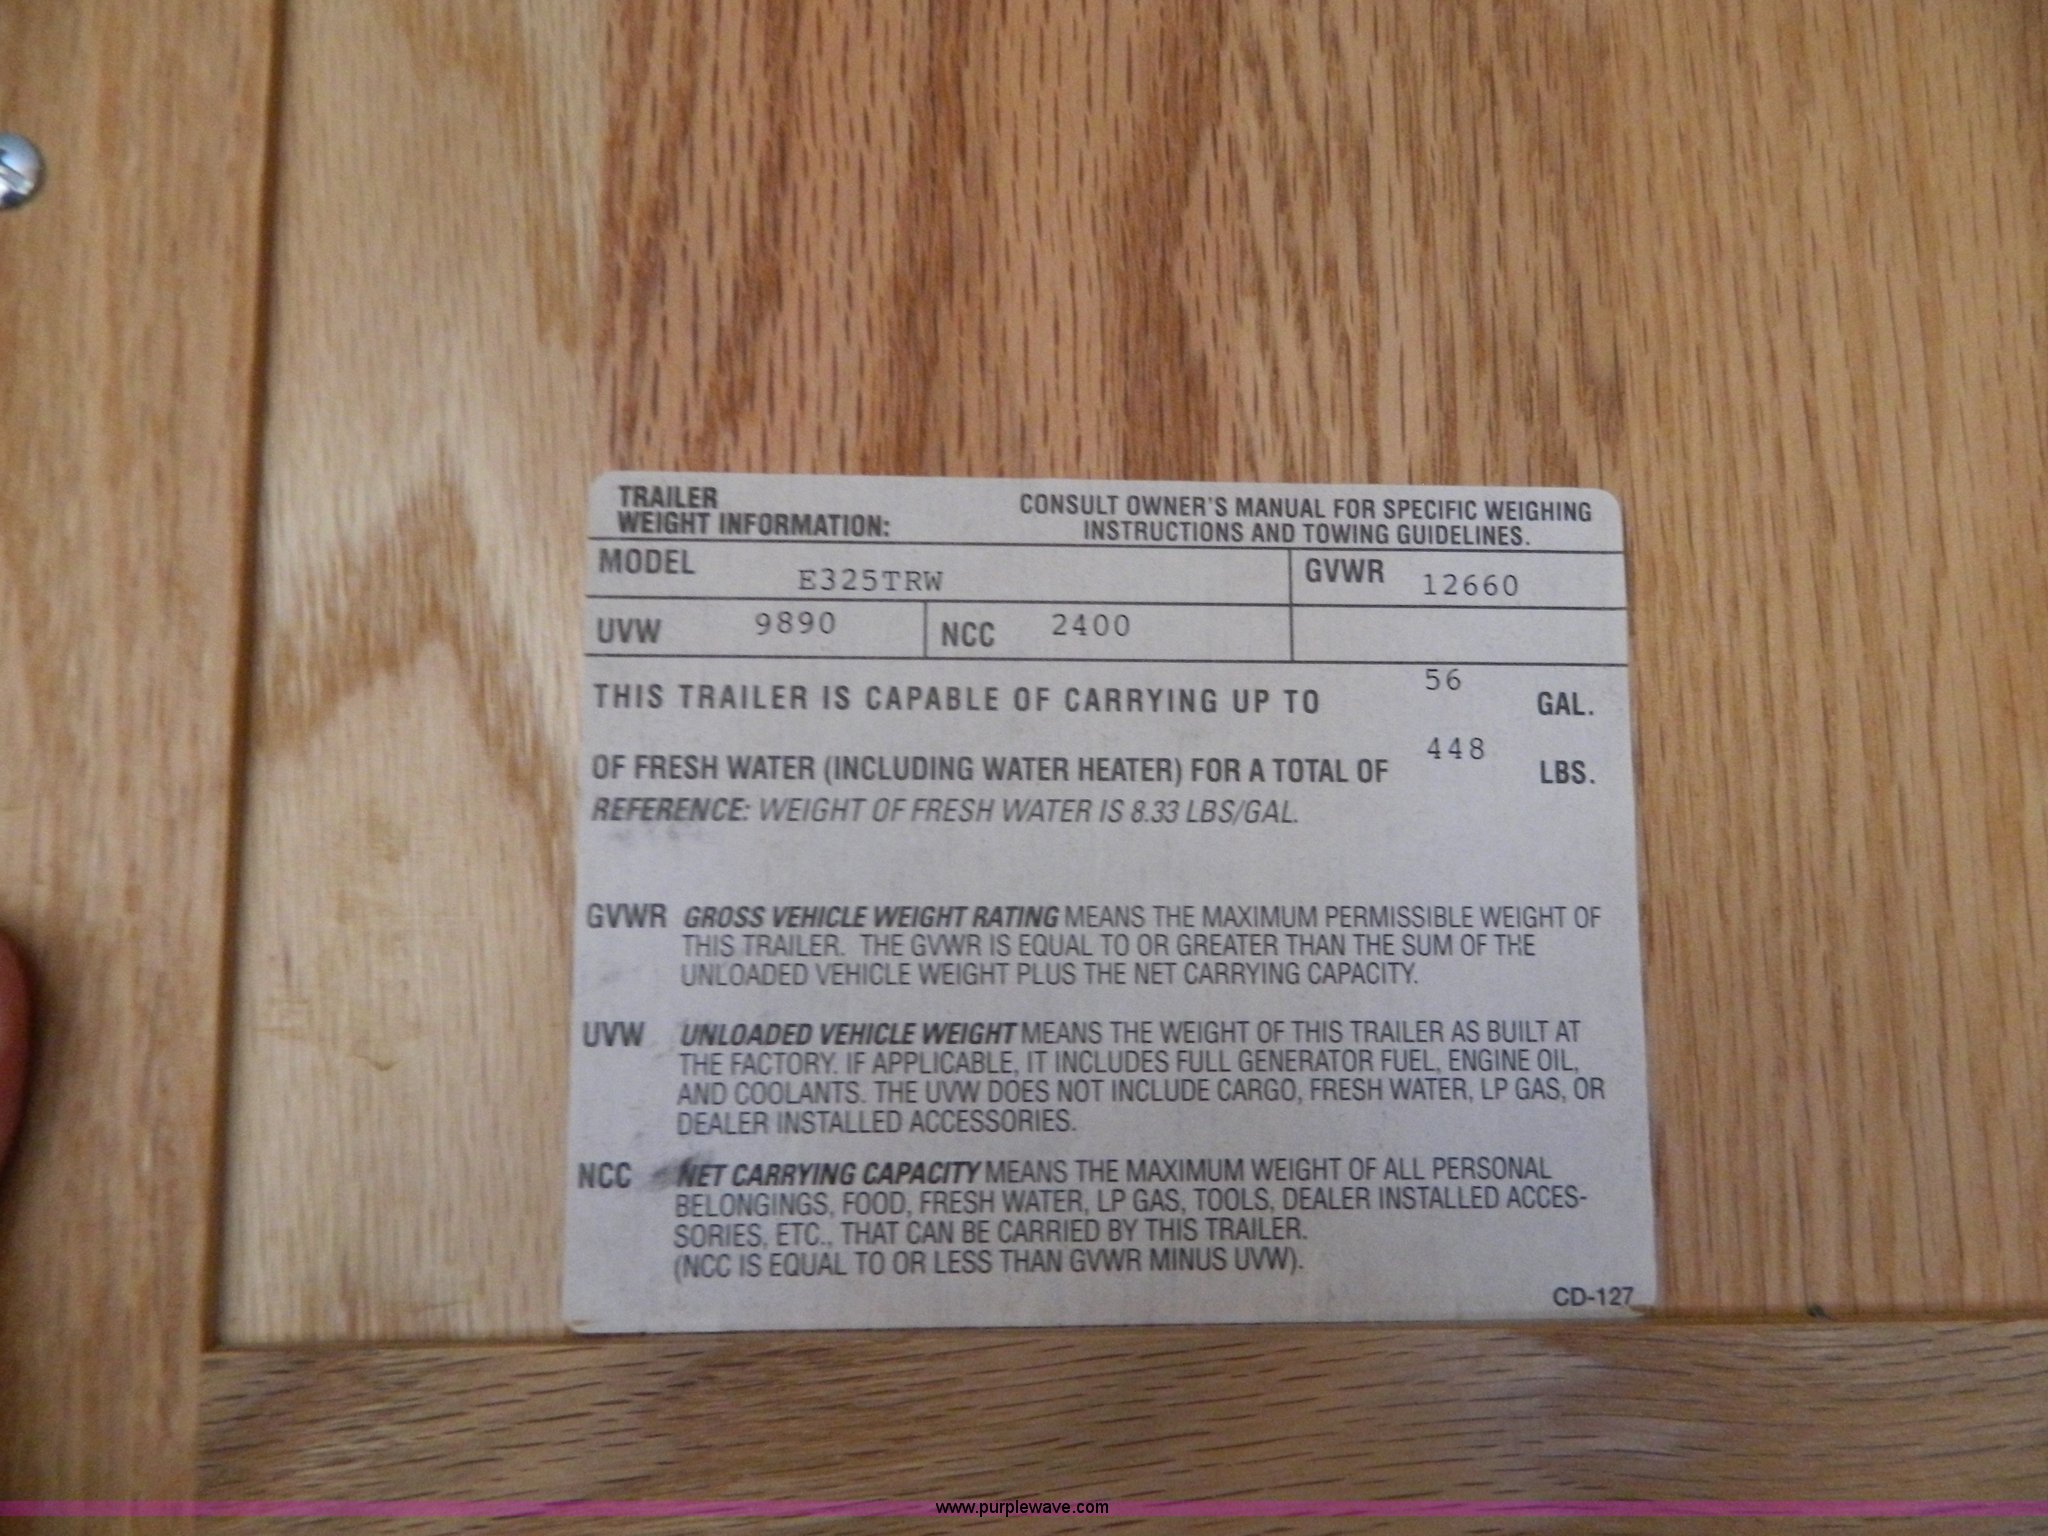 TRAILER
WEIGHT INFORMATION:
CONSULT OWNER'S MANUAL FOR SPECIFIC WEIGHING
INSTRUCTIONS AND TOWING GUIDELINES.
MODEL E325TRW GVWR 12660
UVW 9890 NCC 2400
THIS TRAILER IS CAPABLE OF CARRYING UP TO 56 GAL.
OF FRESH WATER (INCLUDING WATER HEATER) FOR A TOTAL OF 448 LBS.
REFERENCE: WEIGHT OF FRESH WATER IS 8.33 LBS/GAL.
GVWR GROSS VEHICLE WEIGHT RATING MEANS THE MAXIMUM PERMISSIBLE WEIGHT OF
THIS TRAILER. THE GVWR IS EQUAL TO OR GREATER THAN THE SUM OF THE
UNLOADED VEHICLE WEIGHT PLUS THE NET CARRYING CAPACITY.
UVW UNLOADED VEHICLE WEIGHT MEANS THE WEIGHT OF THIS TRAILER AS BUILT AT
THE FACTORY. IF APPLICABLE, IT INCLUDES FULL GENERATOR FUEL, ENGINE OIL,
AND COOLANTS. THE UVW DOES NOT INCLUDE CARGO, FRESH WATER, LP GAS, OR
DEALER INSTALLED ACCESSORIES.
NCC NET CARRYING CAPACITY MEANS THE MAXIMUM WEIGHT OF ALL PERSONAL
BELONGINGS, FOOD, FRESH WATER, LP GAS, TOOLS, DEALER INSTALLED ACCES-
SORIES, ETC., THAT CAN BE CARRIED BY THIS TRAILER.
(NCC IS EQUAL TO OR LESS THAN GVWR MINUS UVW).
CD-127
www.purplewave.com